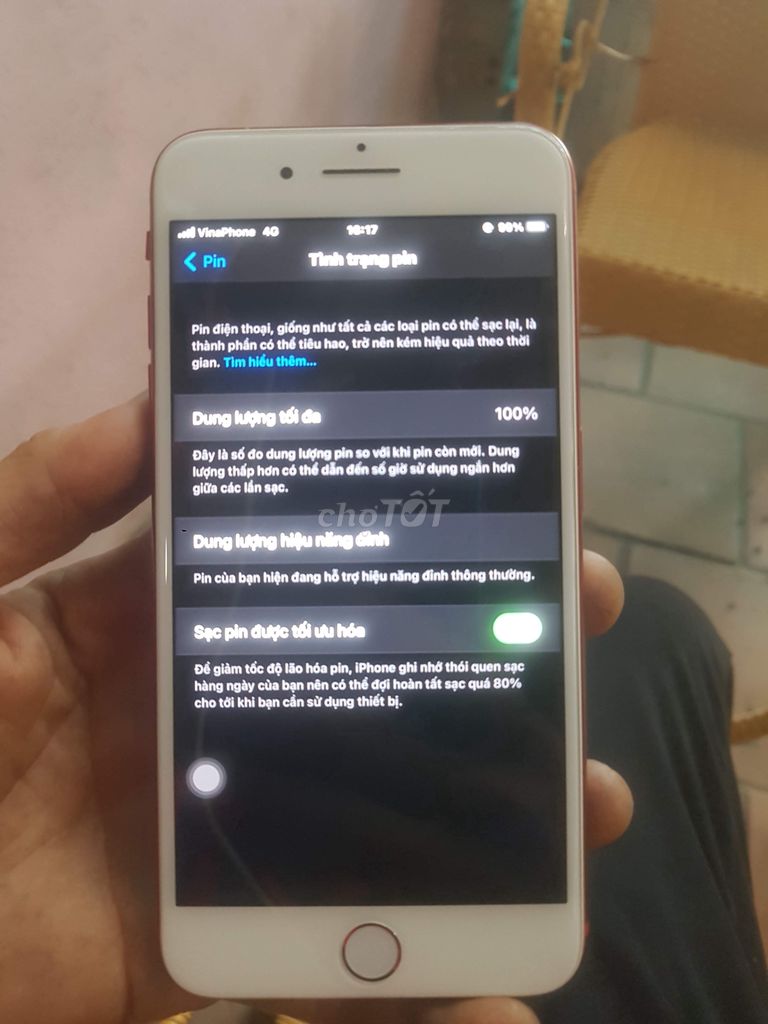 VinaPhone 4G 16:17 99%
Pin
Tình trạng pin
Pin điện thoại, giống như tất cả các loại pin có thể sạc lại, là
thành phần có thể tiêu hao, trở nên kém hiệu quả theo thời
gian. Tìm hiểu thêm...
Dung lượng tối đa 100%
Đây là số đo dung lượng pin so với khi pin còn mới. Dung
lượng thấp hơn có thể dẫn đến số giờ sử dụng ngắn hơn
giữa các lần sạc.
chợTỐT
Dung lượng hiệu năng đỉnh
Pin của bạn hiện đang hỗ trợ hiệu năng đỉnh thông thường.
Sạc pin được tối ưu hóa
Để giảm tốc độ lão hóa pin, iPhone ghi nhớ thói quen sạc
hàng ngày của bạn nên có thể đợi hoàn tất sạc quá 80%
cho tới khi bạn cần sử dụng thiết bị.